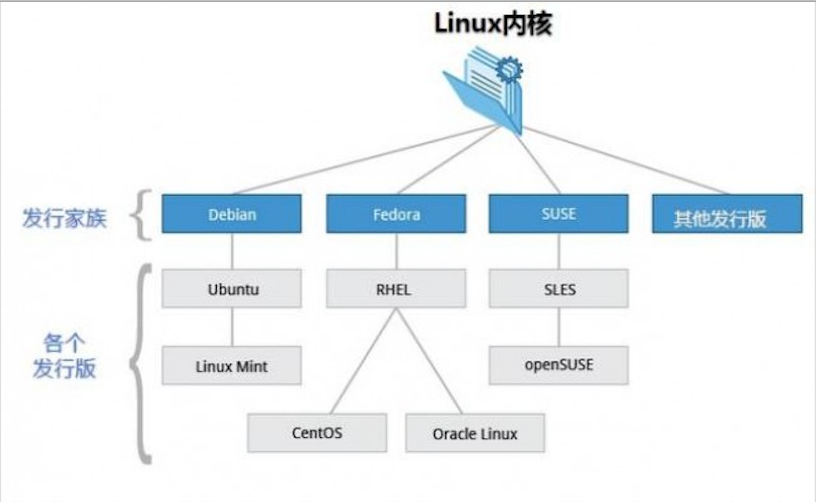 Linux内核
发行家族
Debian
Fedora
SUSE
其他发行版
各个
发行版
Ubuntu
RHEL
SLES
Linux Mint
openSUSE
CentOS
Oracle Linux